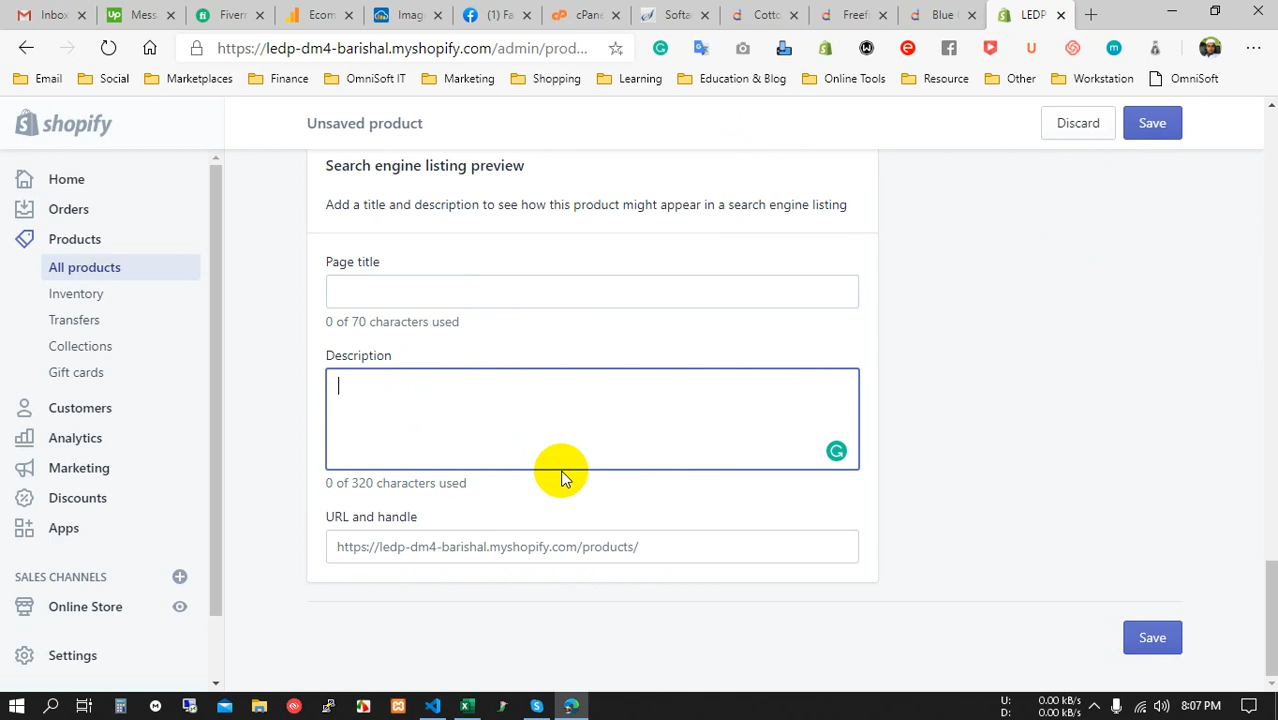 Inbox
Mess
Fiverr
Ecom
Imag
(1) Fa
cPane
Softa
Cotto
Freefi
Blue (
LEDP
https://ledp-dm4-barishal.myshopify.com/admin/prod...
Email
Social
Marketplaces
Finance
OmniSoft IT
Marketing
Shopping
Learning
Education & Blog
Online Tools
Resource
Other
Workstation
OmniSoft
shopify
Unsaved product
Discard
Save
Home
Orders
Products
All products
Inventory
Transfers
Collections
Gift cards
Customers
Analytics
Marketing
Discounts
Apps
SALES CHANNELS
Online Store
Settings
Search engine listing preview
Add a title and description to see how this product might appear in a search engine listing
Page title
0 of 70 characters used
Description
0 of 320 characters used
URL and handle
https://ledp-dm4-barishal.myshopify.com/products/
Save
U: 0.00 kB/s
D: 0.00 kB/s
8:07 PM